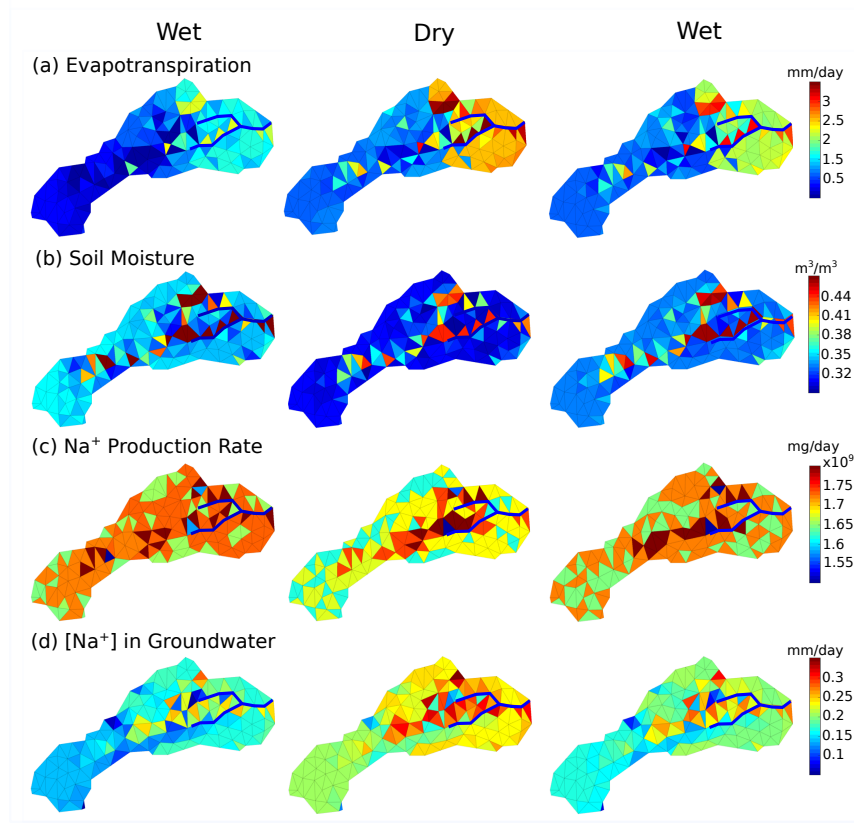 Wet Dry Wet
(a) Evapotranspiration
mm/day
3
2.5
2
1.5
1
0.5
(b) Soil Moisture
m³/m³
0.44
0.41
0.38
0.35
0.32
(c) Na⁺ Production Rate
mg/day
x10⁹
1.75
1.7
1.65
1.6
1.55
(d) [Na⁺] in Groundwater
mm/day
0.3
0.25
0.2
0.15
0.1